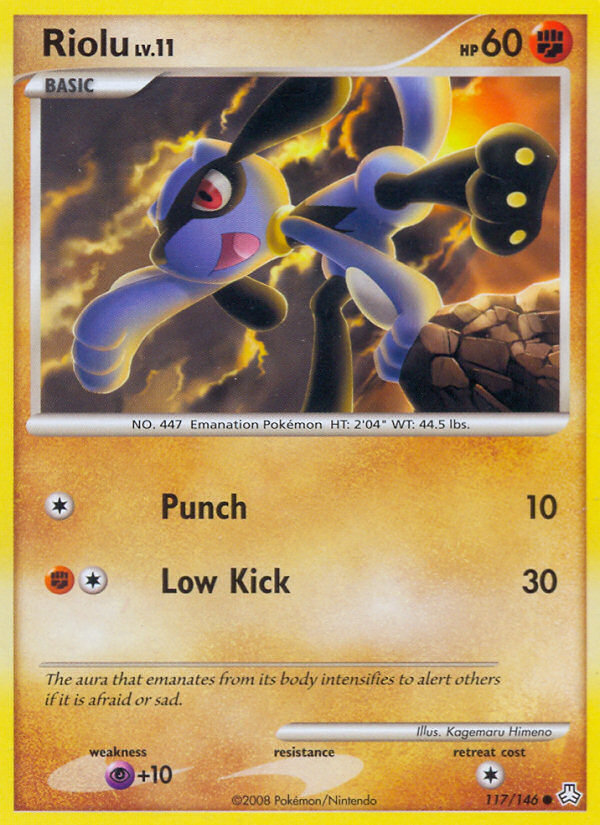 Riolu LV.11 HP 60
BASIC
NO. 447 Emanation Pokémon HT: 2'04" WT: 44.5 lbs.
Punch 10
Low Kick 30
The aura that emanates from its body intensifies to alert others
if it is afraid or sad.
Illus. Kagemaru Himeno
weakness resistance retreat cost
+10
©2008 Pokémon/Nintendo 117/146